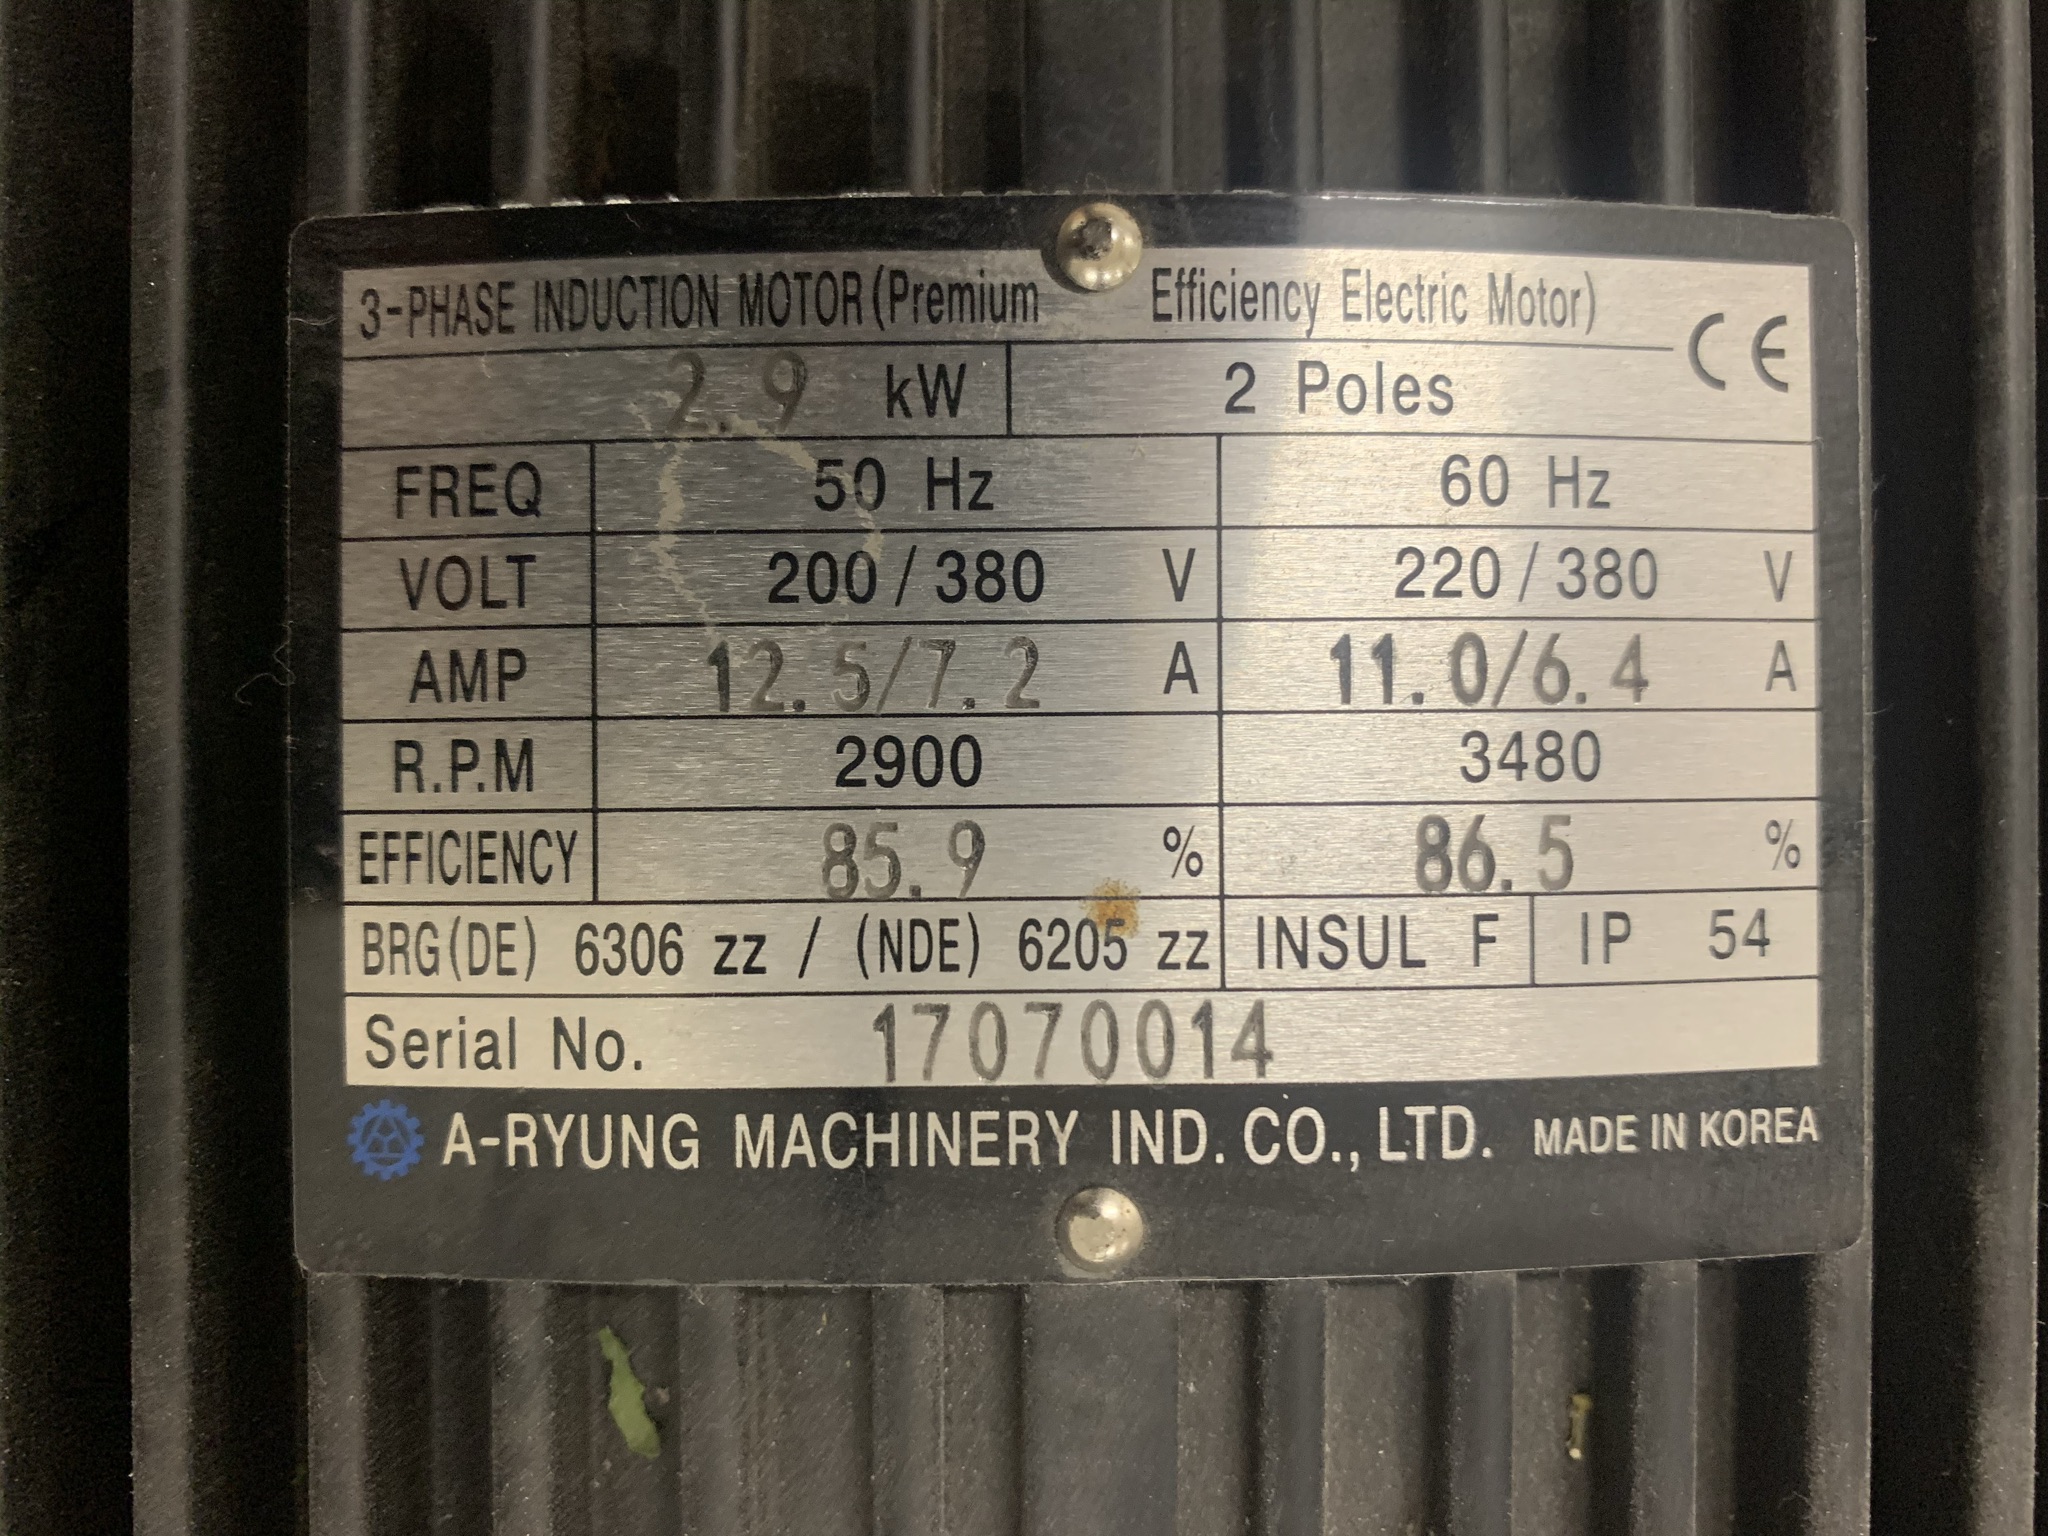 3-PHASE INDUCTION MOTOR (Premium Efficiency Electric Motor)
CE
2.9 kW 2 Poles
FREQ 50 Hz 60 Hz
VOLT 200 / 380 V 220 / 380 V
AMP 12.5/7.2 A 11.0/6.4 A
R.P.M 2900 3480
EFFICIENCY 85.9 % 86.5 %
BRG(DE) 6306 ZZ / (NDE) 6205 ZZ INSUL F IP 54
Serial No. 17070014
A-RYUNG MACHINERY IND. CO., LTD. MADE IN KOREA